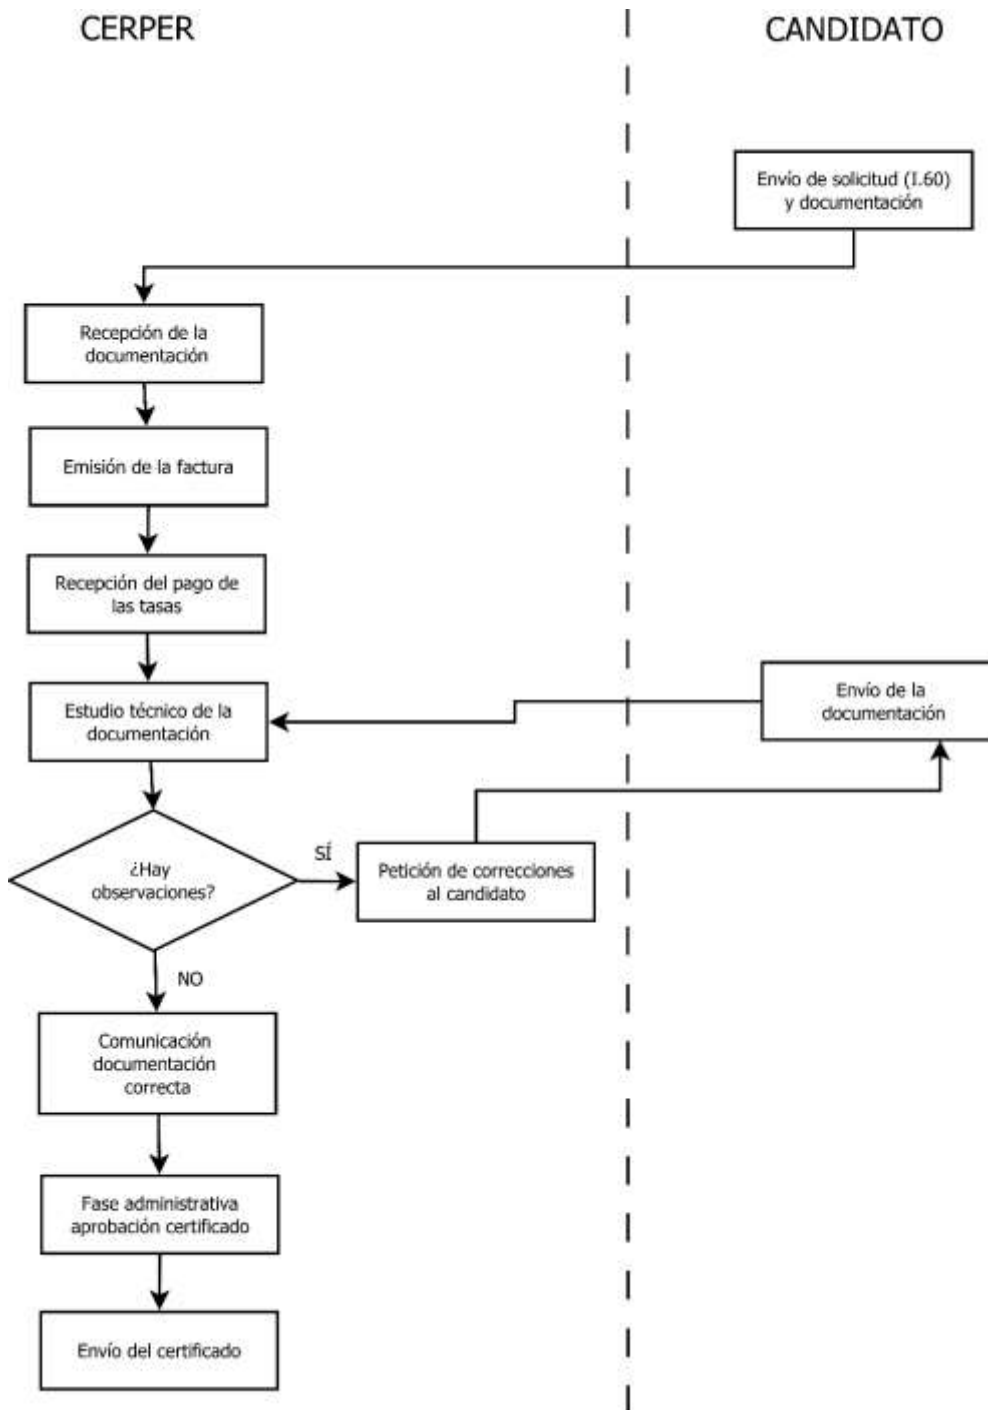 CERPER
CANDIDATO
Envío de solicitud (I.60)
y documentación
Recepción de la
documentación
Emisión de la factura
Recepción del pago de
las tasas
Estudio técnico de la
documentación
Envío de la
documentación
¿Hay
observaciones?
SÍ
Petición de correcciones
al candidato
NO
Comunicación
documentación
correcta
Fase administrativa
aprobación certificado
Envío del certificado